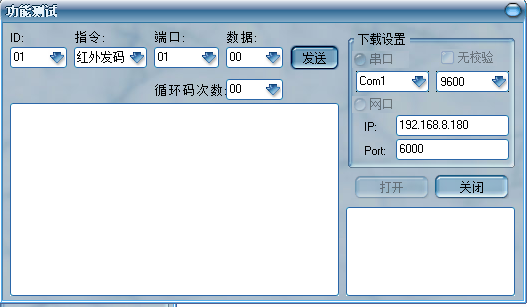 功能测试
ID: 指令: 端口: 数据:
01 红外发码 01 00 发送
循环码次数: 00
下载设置
串口 无校验
Com1 9600
网口
IP: 192.168.8.180
Port: 6000
打开 关闭